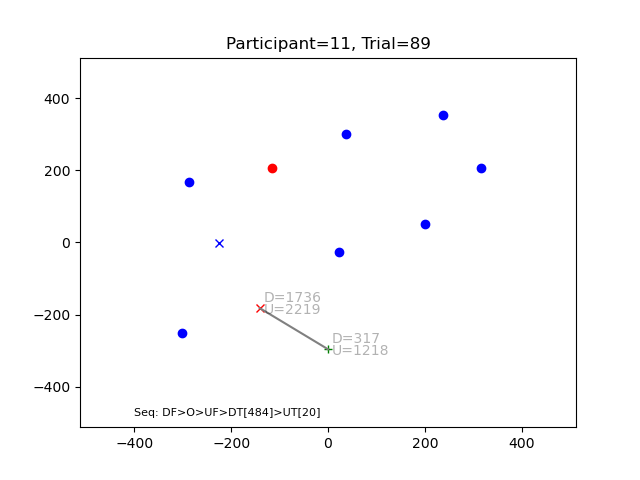 Participant=11, Trial=89
400
200
0
−200
−400
D=1736
U=2219
D=317
U=1218
Seq: DF>O>UF>DT[484]>UT[20]
−400
−200
0
200
400